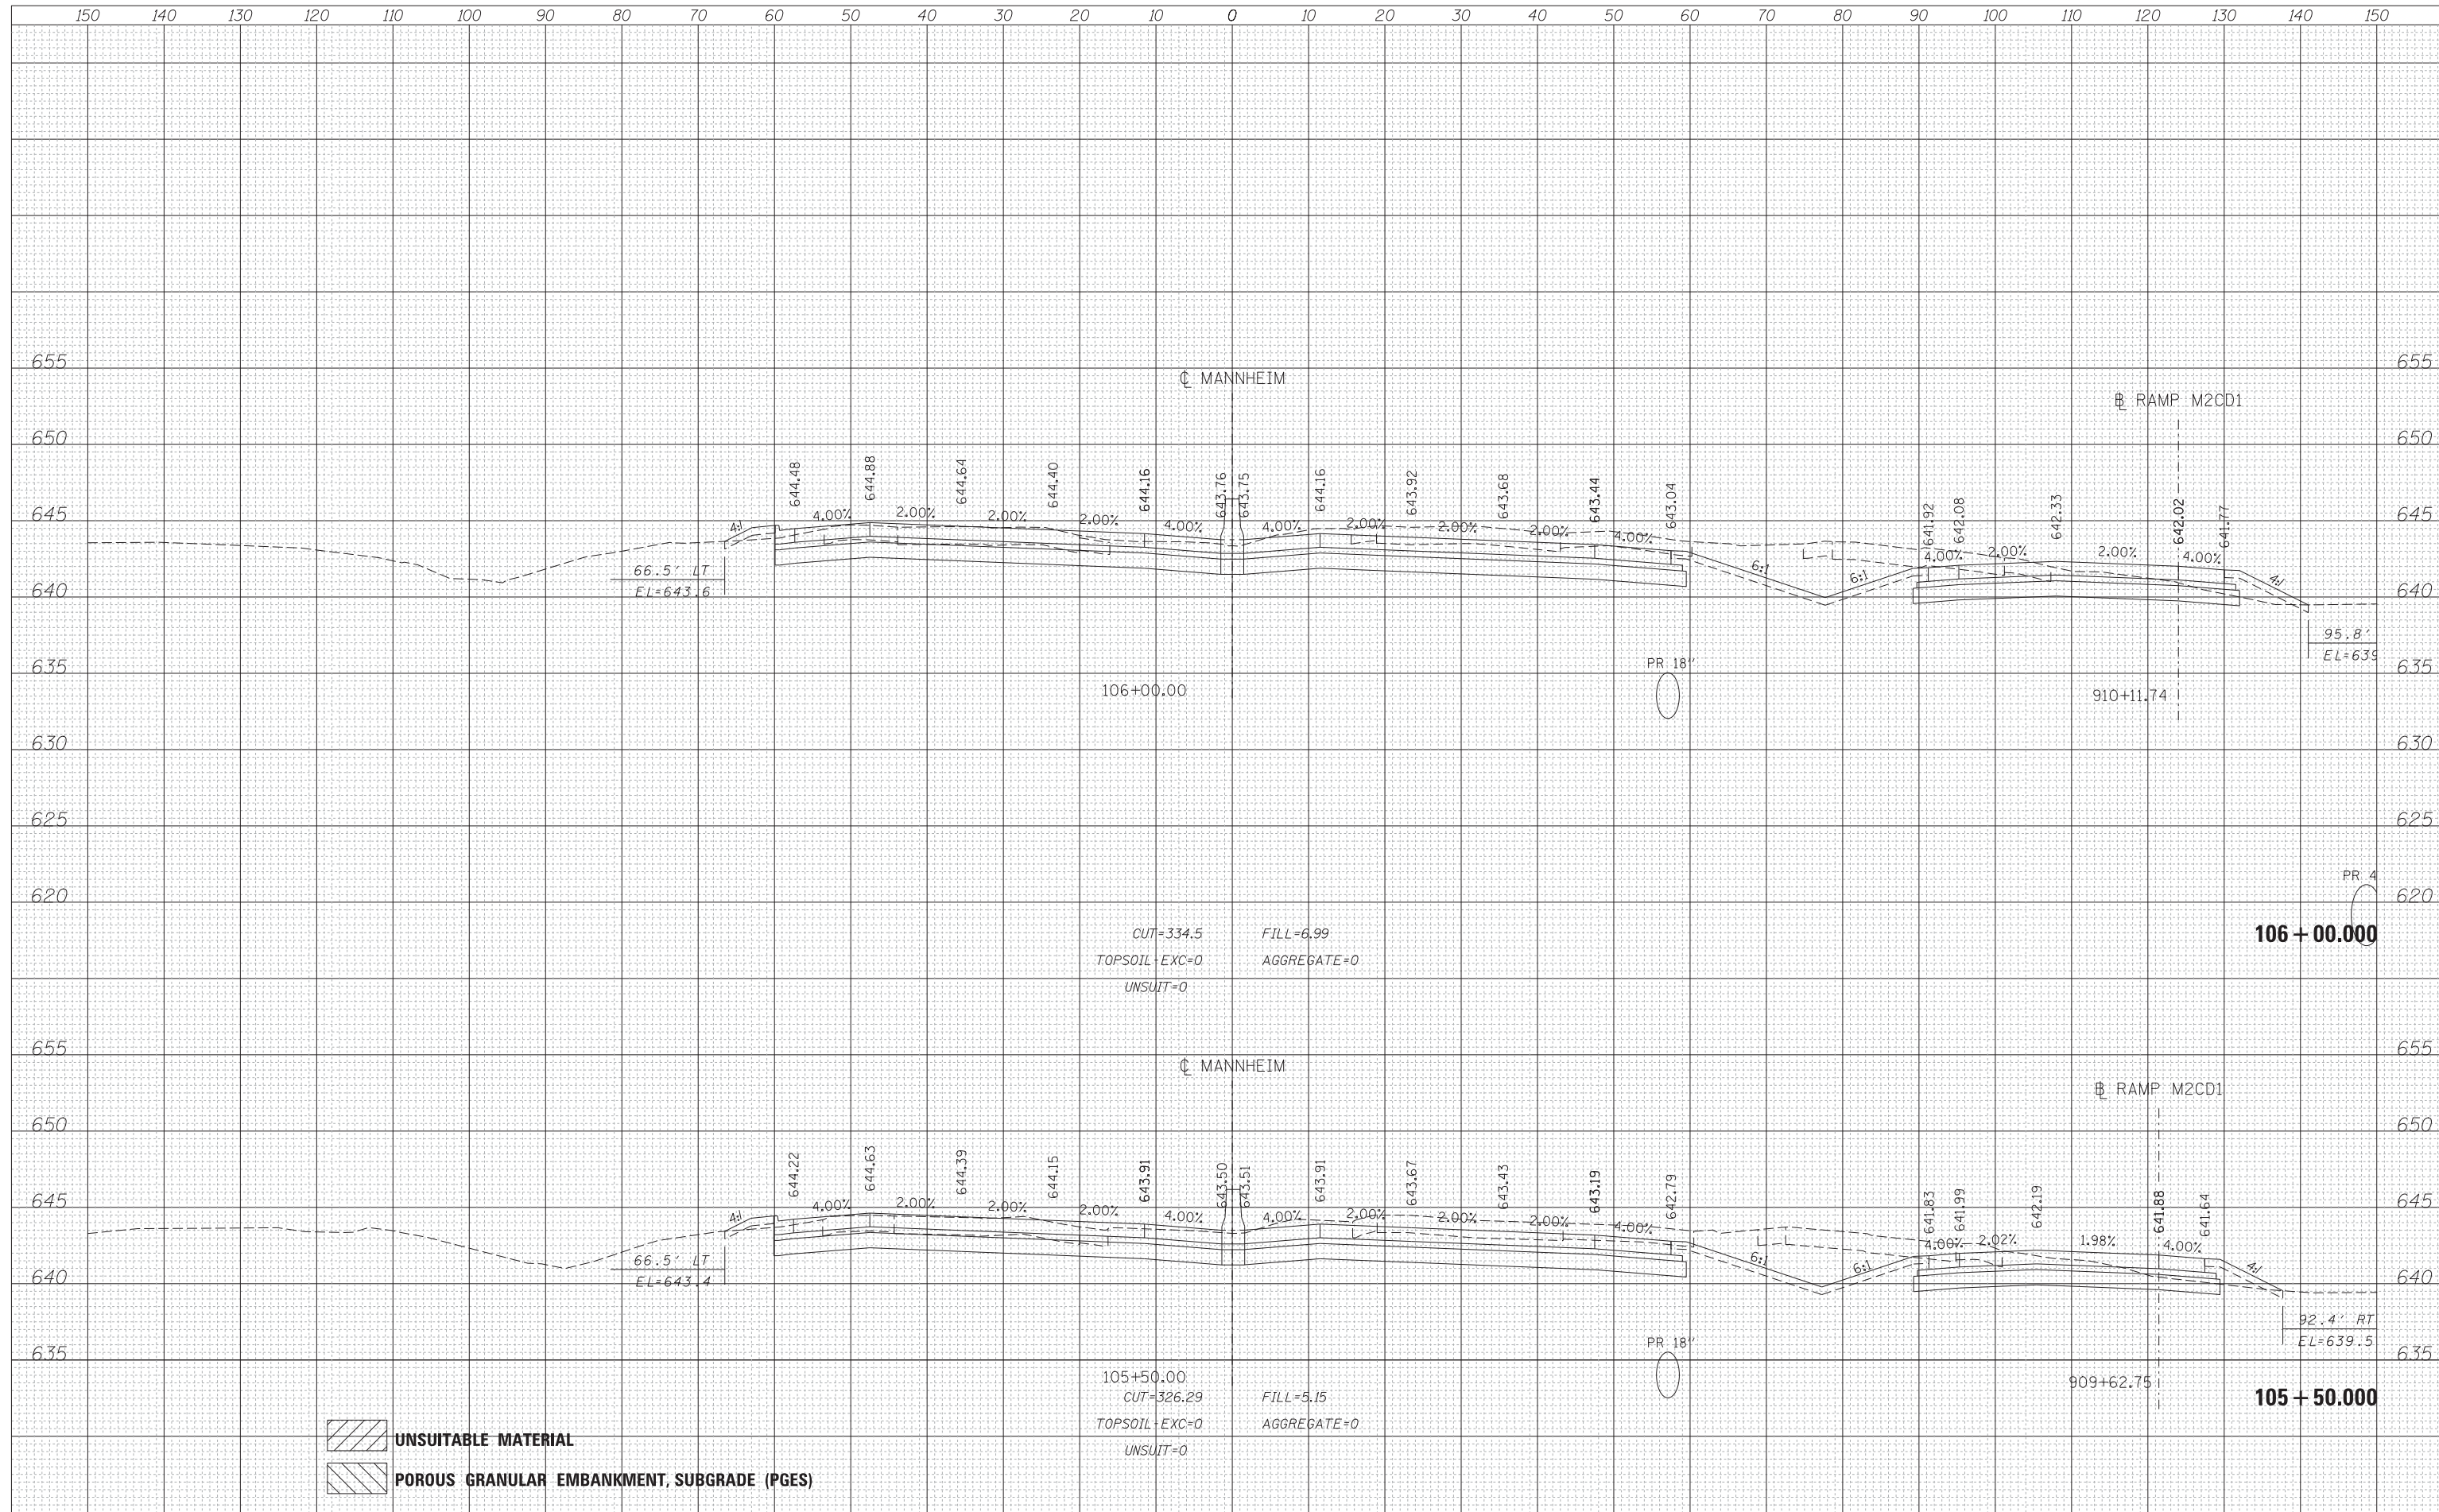 150 140 130 120 110 100 90 80 70 60 50 40 30 20 10 0 10 20 30 40 50 60 70 80 90 100 110 120 130 140 150
655 655
℄ MANNHEIM
RAMP M2CD1
650 650
644.48 644.88 644.64 644.40 644.16 643.76 643.75 644.16 643.92 643.68 643.44 643.04 641.92 642.08 642.33 642.02 641.77
645 645
4:1 4.00% 2.00% 2.00% 2.00% 4.00% 4.00% 2.00% 2.00% 2.00% 4.00% 6:1 6:1 4.00% 2.00% 2.00% 4.00% 4:1
66.5' LT
EL=643.6
640 640
95.8'
EL=639
635 635
PR 18"
106+00.00
910+11.74
630 630
625 625
PR 4
620 620
CUT=334.5 FILL=6.99
106+00.000
TOPSOIL-EXC=0 AGGREGATE=0
UNSUIT=0
655 655
℄ MANNHEIM
RAMP M2CD1
650 650
644.22 644.63 644.39 644.15 643.91 643.50 643.51 643.91 643.67 643.43 643.19 642.79 641.83 641.99 642.19 641.88 641.64
645 645
4:1 4.00% 2.00% 2.00% 2.00% 4.00% 4.00% 2.00% 2.00% 2.00% 4.00% 6:1 6:1 4.00% 2.02% 1.98% 4.00% 4:1
66.5' LT
EL=643.4
640 640
92.4' RT
EL=639.5
635 635
PR 18"
105+50.00
909+62.75
CUT=326.29 FILL=5.15
105+50.000
TOPSOIL-EXC=0 AGGREGATE=0
UNSUIT=0
UNSUITABLE MATERIAL
POROUS GRANULAR EMBANKMENT, SUBGRADE (PGES)